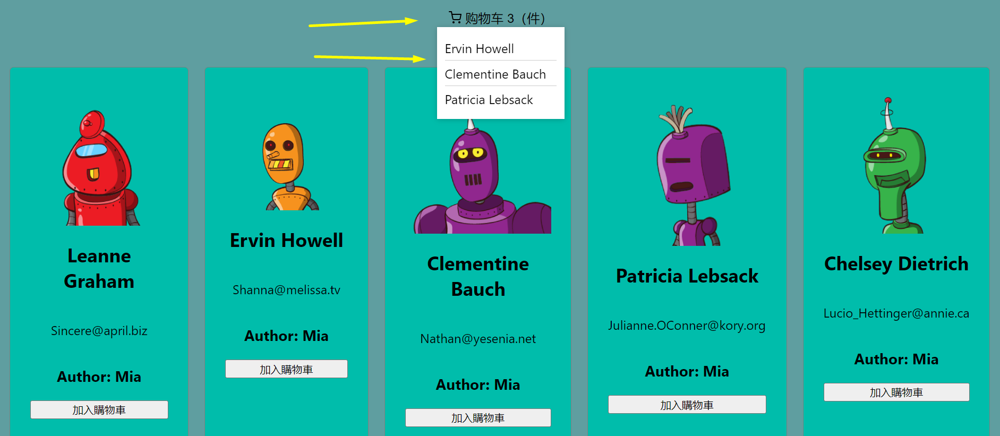 购物车 3（件）
Ervin Howell
Clementine Bauch
Patricia Lebsack
Leanne
Graham
Sincere@april.biz
Author: Mia
加入購物車
Ervin Howell
Shanna@melissa.tv
Author: Mia
加入購物車
Clementine
Bauch
Nathan@yesenia.net
Author: Mia
加入購物車
Patricia Lebsack
Julianne.OConner@kory.org
Author: Mia
加入購物車
Chelsey Dietrich
Lucio_Hettinger@annie.ca
Author: Mia
加入購物車